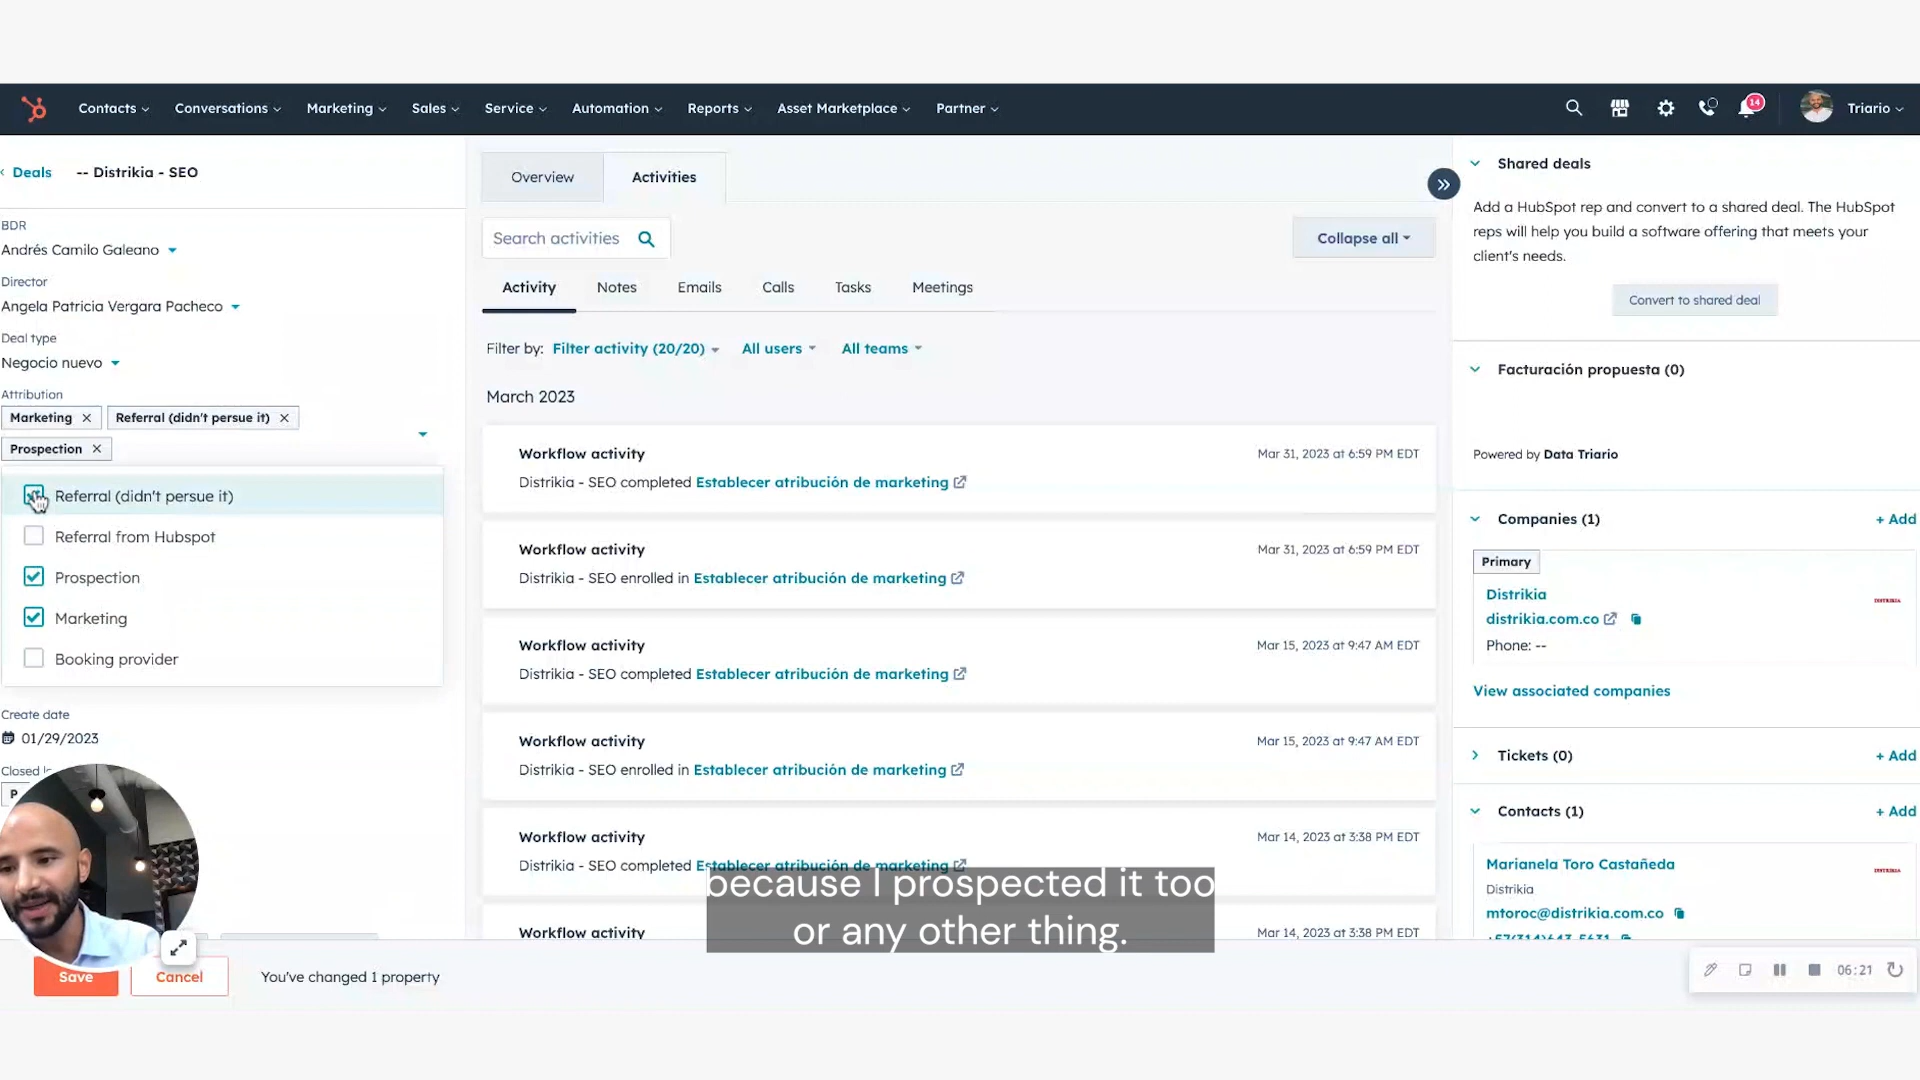 Contacts
Conversations
Marketing
Sales
Service
Automation
Reports
Asset Marketplace
Partner
14
Triario
Deals
-- Distrikia - SEO
BDR
Andrés Camilo Galeano
Director
Angela Patricia Vergara Pacheco
Deal type
Negocio nuevo
Attribution
Marketing
Referral (didn't persue it)
Prospection
Referral (didn't persue it)
Referral from Hubspot
Prospection
Marketing
Booking provider
Create date
01/29/2023
Closed
Save
Cancel
You've changed 1 property
Overview
Activities
Search activities
Collapse all
Activity
Notes
Emails
Calls
Tasks
Meetings
Filter by:
Filter activity (20/20)
All users
All teams
March 2023
Workflow activity
Mar 31, 2023 at 6:59 PM EDT
Distrikia - SEO completed Establecer atribución de marketing
Workflow activity
Mar 31, 2023 at 6:59 PM EDT
Distrikia - SEO enrolled in Establecer atribución de marketing
Workflow activity
Mar 15, 2023 at 9:47 AM EDT
Distrikia - SEO completed Establecer atribución de marketing
Workflow activity
Mar 15, 2023 at 9:47 AM EDT
Distrikia - SEO enrolled in Establecer atribución de marketing
Workflow activity
Mar 14, 2023 at 3:38 PM EDT
Distrikia - SEO completed Establecer atribución de marketing
Workflow activity
Mar 14, 2023 at 3:38 PM EDT
because I prospected it too
or any other thing.
Shared deals
Add a HubSpot rep and convert to a shared deal. The HubSpot
reps will help you build a software offering that meets your
client's needs.
Convert to shared deal
Facturación propuesta (0)
Powered by Data Triario
Companies (1)
+ Add
Primary
Distrikia
DISTRIKIA
distrikia.com.co
Phone: --
View associated companies
Tickets (0)
+ Add
Contacts (1)
+ Add
Marianela Toro Castañeda
DISTRIKIA
Distrikia
mtoroc@distrikia.com.co
+57(314)643-5631
06:21